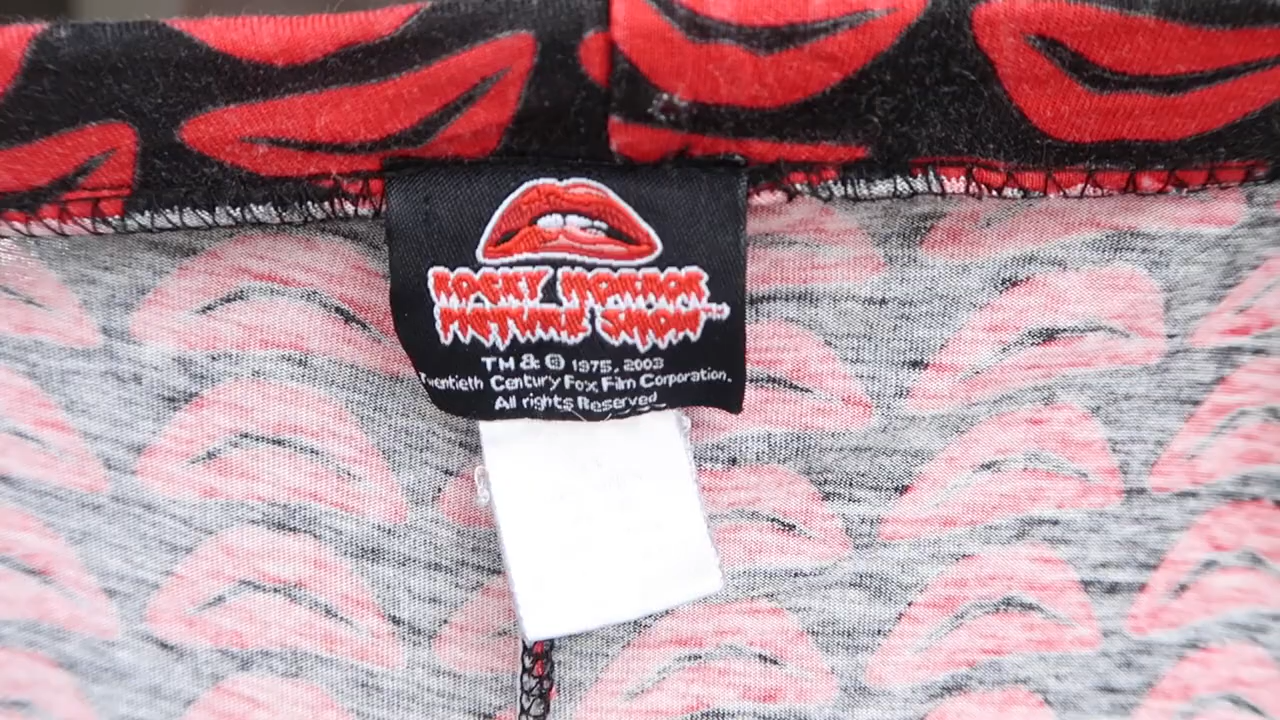 ROCKY HORROR
PICTURE SHOW™
TM & © 1975, 2003
Twentieth Century Fox Film Corporation.
All rights Reserved